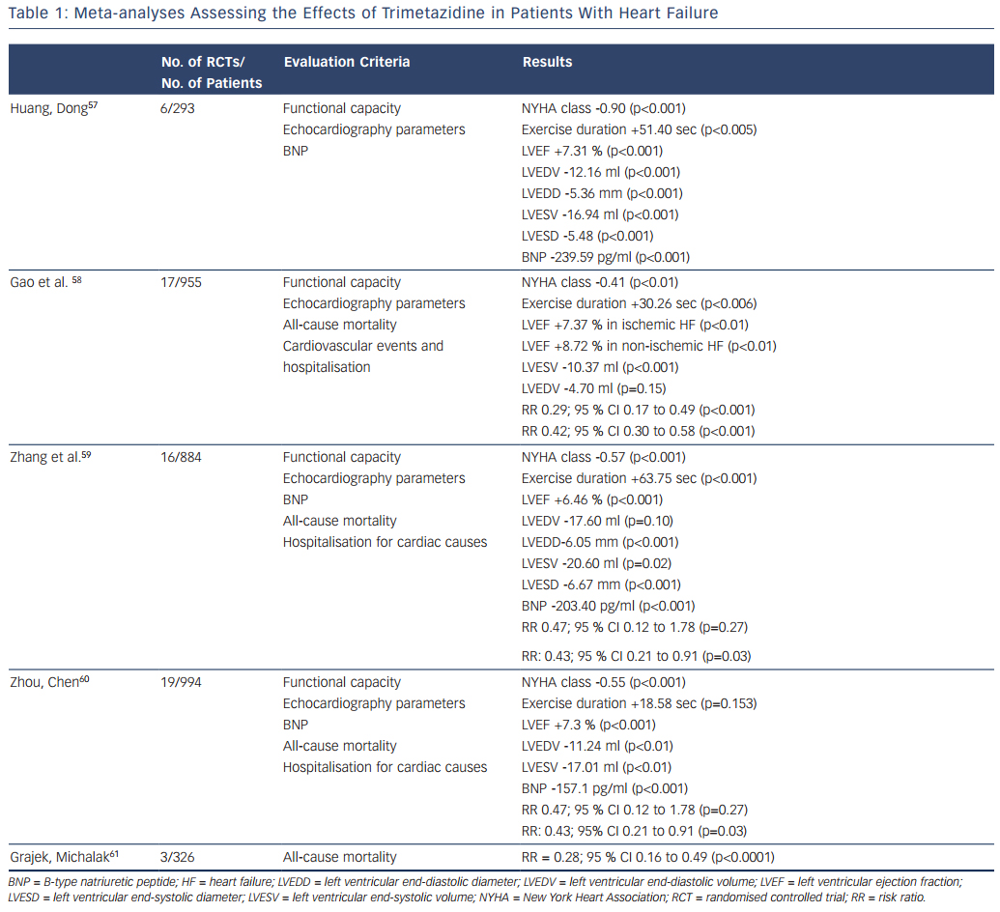 Table 1: Meta-analyses Assessing the Effects of Trimetazidine in Patients With Heart Failure
No. of RCTs/ Evaluation Criteria Results
No. of Patients
Huang, Dong57 6/293 Functional capacity NYHA class -0.90 (p<0.001)
Echocardiography parameters Exercise duration +51.40 sec (p<0.005)
BNP LVEF +7.31 % (p<0.001)
LVEDV -12.16 ml (p<0.001)
LVEDD -5.36 mm (p<0.001)
LVESV -16.94 ml (p<0.001)
LVESD -5.48 (p<0.001)
BNP -239.59 pg/ml (p<0.001)
Gao et al. 58 17/955 Functional capacity NYHA class -0.41 (p<0.01)
Echocardiography parameters Exercise duration +30.26 sec (p<0.006)
All-cause mortality LVEF +7.37 % in ischemic HF (p<0.01)
Cardiovascular events and LVEF +8.72 % in non-ischemic HF (p<0.01)
hospitalisation LVESV -10.37 ml (p<0.001)
LVEDV -4.70 ml (p=0.15)
RR 0.29; 95 % CI 0.17 to 0.49 (p<0.001)
RR 0.42; 95 % CI 0.30 to 0.58 (p<0.001)
Zhang et al.59 16/884 Functional capacity NYHA class -0.57 (p<0.001)
Echocardiography parameters Exercise duration +63.75 sec (p<0.001)
BNP LVEF +6.46 % (p<0.001)
All-cause mortality LVEDV -17.60 ml (p=0.10)
Hospitalisation for cardiac causes LVEDD-6.05 mm (p<0.001)
LVESV -20.60 ml (p=0.02)
LVESD -6.67 mm (p<0.001)
BNP -203.40 pg/ml (p<0.001)
RR 0.47; 95 % CI 0.12 to 1.78 (p=0.27)
RR: 0.43; 95 % CI 0.21 to 0.91 (p=0.03)
Zhou, Chen60 19/994 Functional capacity NYHA class -0.55 (p<0.001)
Echocardiography parameters Exercise duration +18.58 sec (p=0.153)
BNP LVEF +7.3 % (p<0.001)
All-cause mortality LVEDV -11.24 ml (p<0.01)
Hospitalisation for cardiac causes LVESV -17.01 ml (p<0.01)
BNP -157.1 pg/ml (p<0.001)
RR 0.47; 95 % CI 0.12 to 1.78 (p=0.27)
RR: 0.43; 95% CI 0.21 to 0.91 (p=0.03)
Grajek, Michalak61 3/326 All-cause mortality RR = 0.28; 95 % CI 0.16 to 0.49 (p<0.0001)
BNP = B-type natriuretic peptide; HF = heart failure; LVEDD = left ventricular end-diastolic diameter; LVEDV = left ventricular end-diastolic volume; LVEF = left ventricular ejection fraction;
LVESD = left ventricular end-systolic diameter; LVESV = left ventricular end-systolic volume; NYHA = New York Heart Association; RCT = randomised controlled trial; RR = risk ratio.